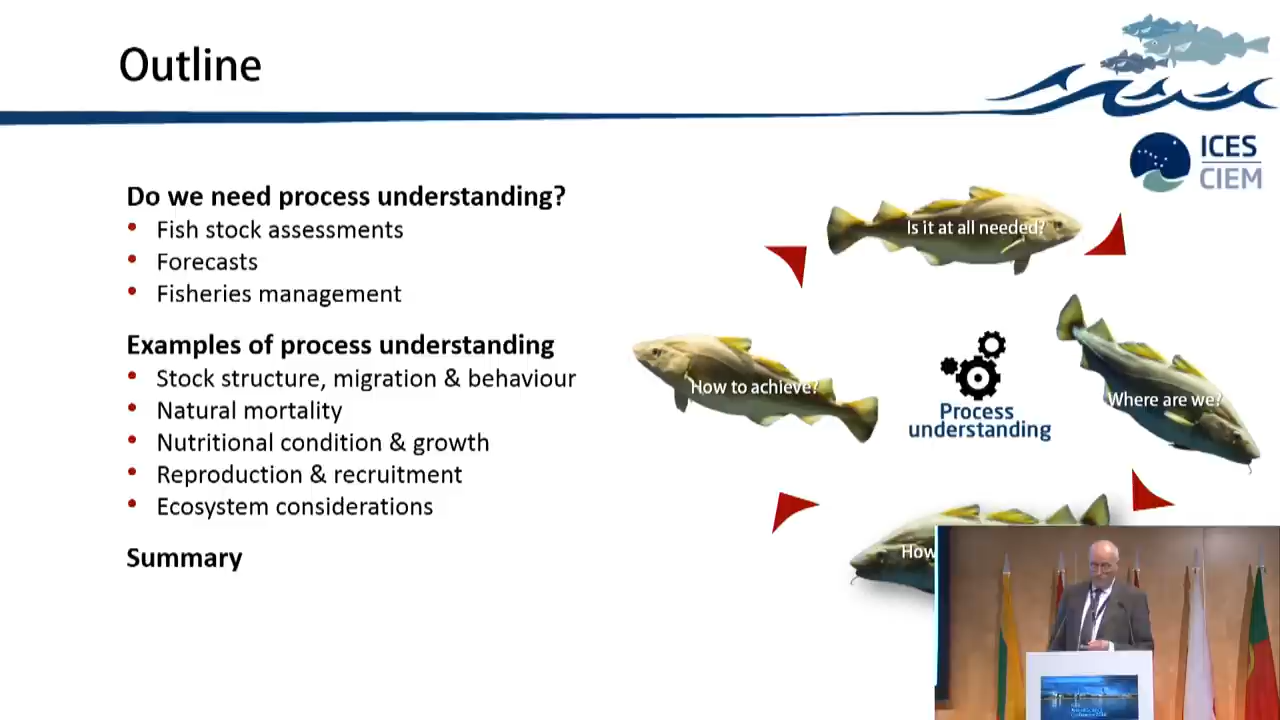 Outline
ICES
CIEM
Do we need process understanding?
• Fish stock assessments
• Forecasts
• Fisheries management
Examples of process understanding
• Stock structure, migration & behaviour
• Natural mortality
• Nutritional condition & growth
• Reproduction & recruitment
• Ecosystem considerations
Summary
Is it at all needed?
How to achieve?
Where are we?
Process
understanding
How